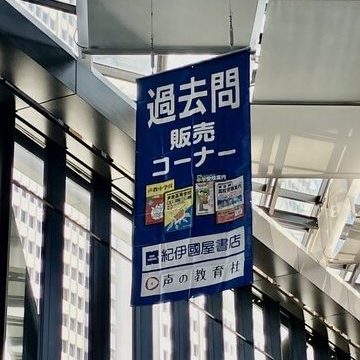 過去問
販売
コーナー
紀伊國屋書店
声の教育社